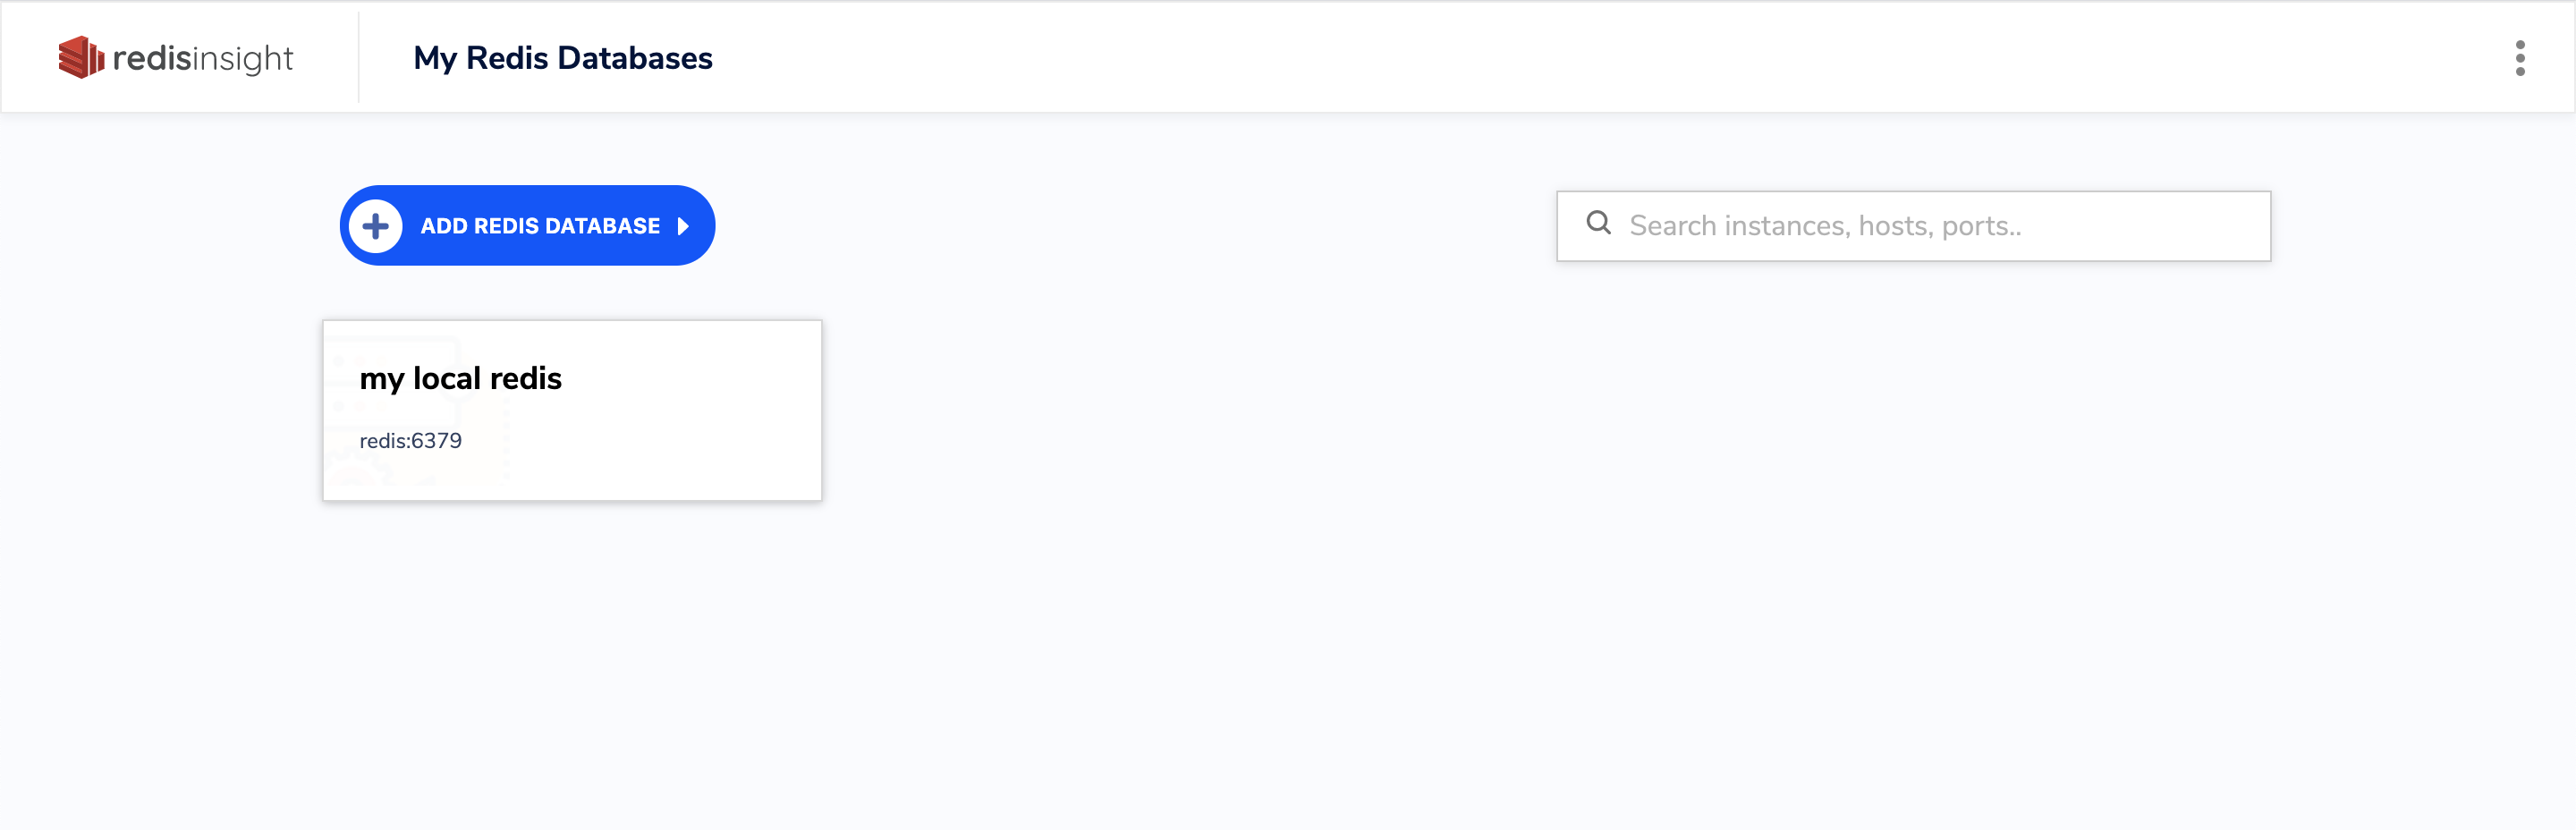 redisinsight
My Redis Databases
ADD REDIS DATABASE
Search instances, hosts, ports..
my local redis
redis:6379